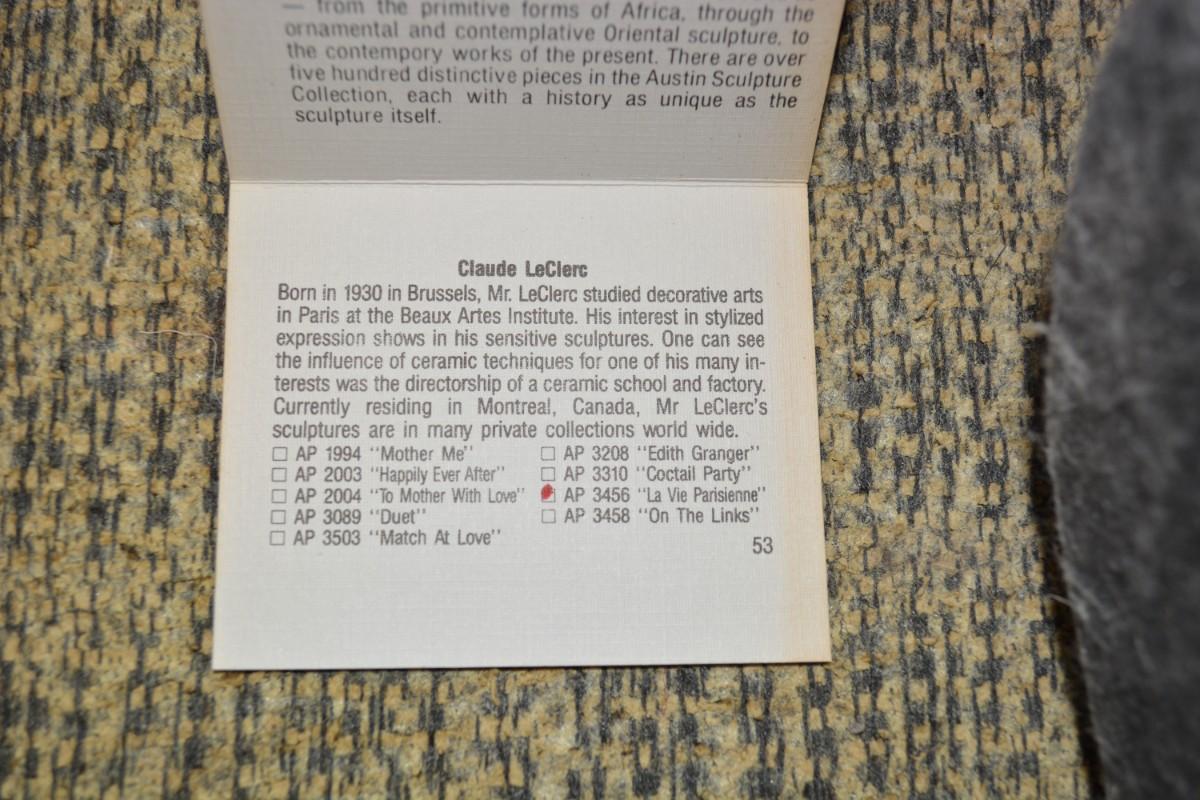 — from the primitive forms of Africa, through the
ornamental and contemplative Oriental sculpture, to
the contempory works of the present. There are over
five hundred distinctive pieces in the Austin Sculpture
Collection, each with a history as unique as the
sculpture itself.
Claude LeClerc
Born in 1930 in Brussels, Mr. LeClerc studied decorative arts
in Paris at the Beaux Artes Institute. His interest in stylized
expression shows in his sensitive sculptures. One can see
the influence of ceramic techniques for one of his many in-
terests was the directorship of a ceramic school and factory.
Currently residing in Montreal, Canada, Mr LeClerc's
sculptures are in many private collections world wide.
☐ AP 1994 "Mother Me"
☐ AP 2003 "Happily Ever After"
☐ AP 2004 "To Mother With Love"
☐ AP 3089 "Duet"
☐ AP 3503 "Match At Love"
☐ AP 3208 "Edith Granger"
☐ AP 3310 "Coctail Party"
☐ AP 3456 "La Vie Parisienne"
☐ AP 3458 "On The Links"
53